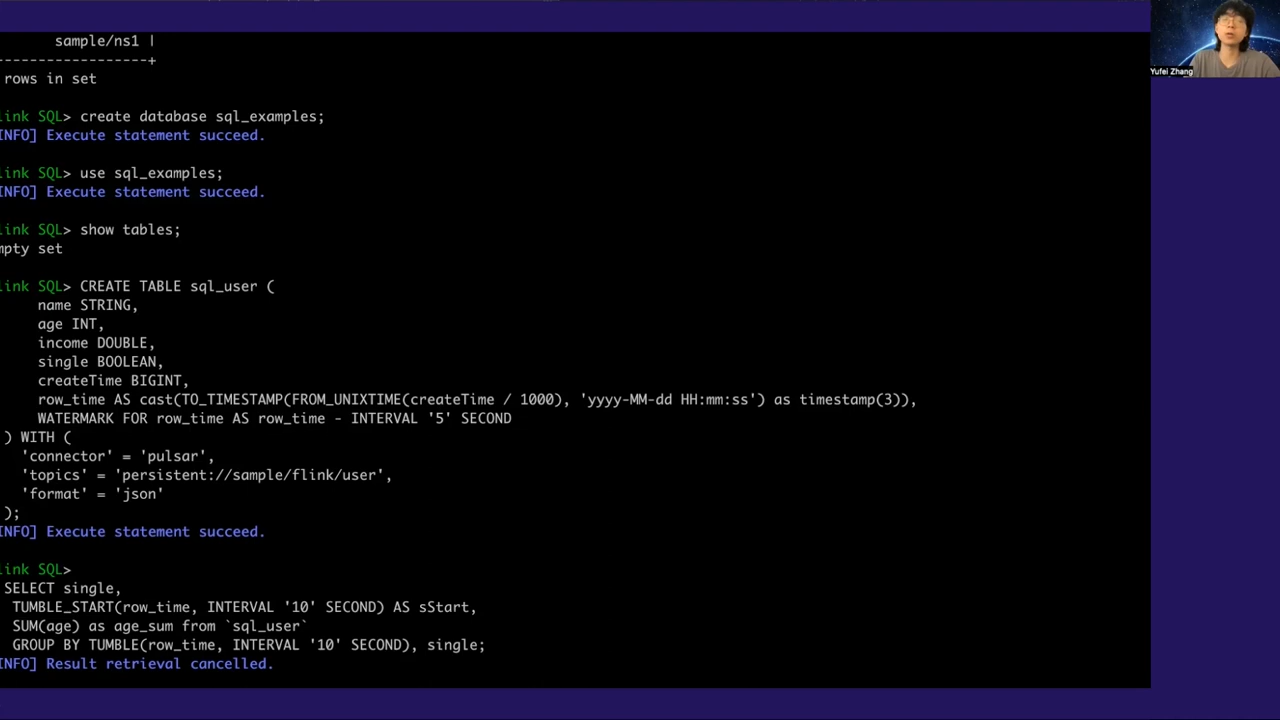 sample/ns1 |
------------------+
rows in set
link SQL> create database sql_examples;
INFO] Execute statement succeed.
link SQL> use sql_examples;
INFO] Execute statement succeed.
link SQL> show tables;
mpty set
link SQL> CREATE TABLE sql_user (
name STRING,
age INT,
income DOUBLE,
single BOOLEAN,
createTime BIGINT,
row_time AS cast(TO_TIMESTAMP(FROM_UNIXTIME(createTime / 1000), 'yyyy-MM-dd HH:mm:ss') as timestamp(3)),
WATERMARK FOR row_time AS row_time - INTERVAL '5' SECOND
) WITH (
'connector' = 'pulsar',
'topics' = 'persistent://sample/flink/user',
'format' = 'json'
);
INFO] Execute statement succeed.
link SQL>
SELECT single,
TUMBLE_START(row_time, INTERVAL '10' SECOND) AS sStart,
SUM(age) as age_sum from `sql_user`
GROUP BY TUMBLE(row_time, INTERVAL '10' SECOND), single;
INFO] Result retrieval cancelled.
Yufei Zhang